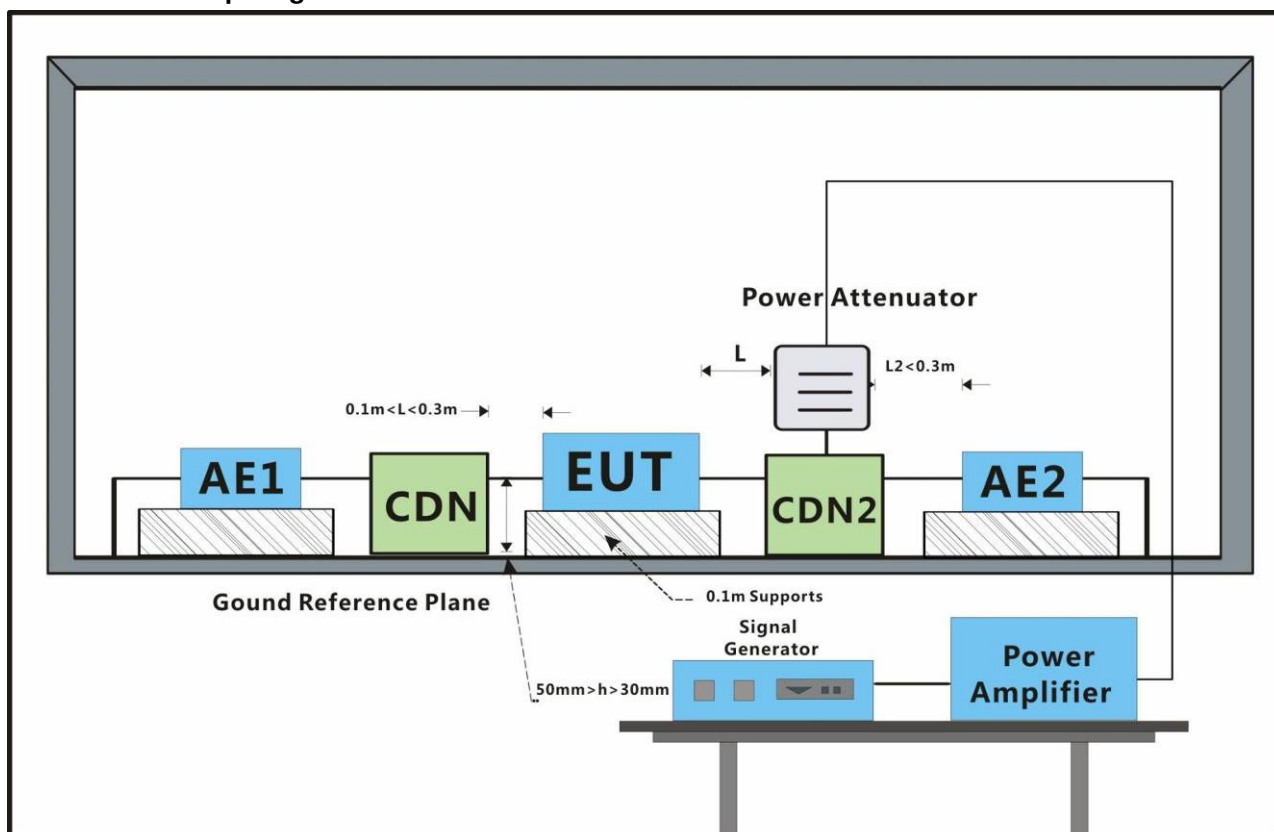 Power Attenuator
L
L2<0.3m
0.1m<L<0.3m
AE1
CDN
EUT
CDN2
AE2
Gound Reference Plane
0.1m Supports
Signal
Generator
50mm>h>30mm
Power
Amplifier